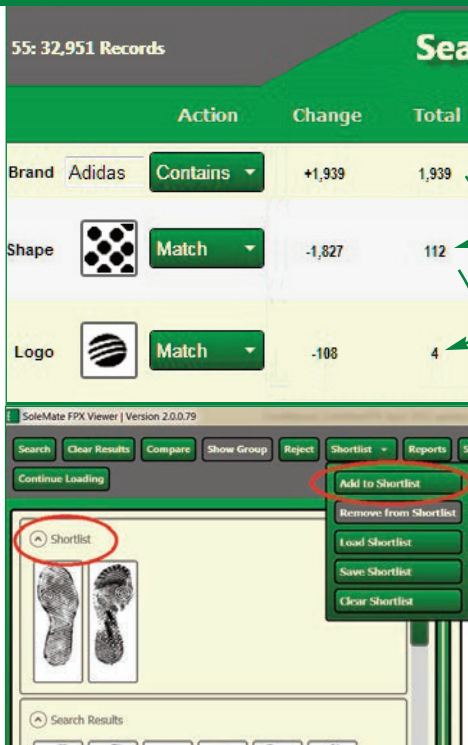 55: 32,951 Records
Sea
Action Change Total
Brand Adidas Contains +1,939 1,939
Shape Match -1,827 112
Logo Match -108 4
SoleMate FPX Viewer | Version 2.0.0.79
Search Clear Results Compare Show Group Reject Shortlist Reports S
Continue Loading
Add to Shortlist
Remove from Shortlist
Load Shortlist
Save Shortlist
Clear Shortlist
Shortlist
Search Results